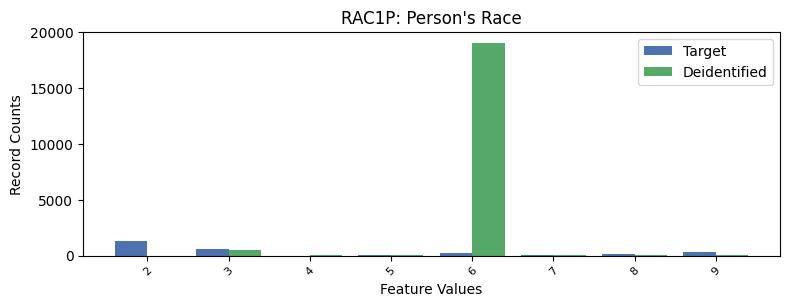 RAC1P: Person's Race
Record Counts
20000
15000
10000
5000
0
Target
Deidentified
2 3 4 5 6 7 8 9
Feature Values